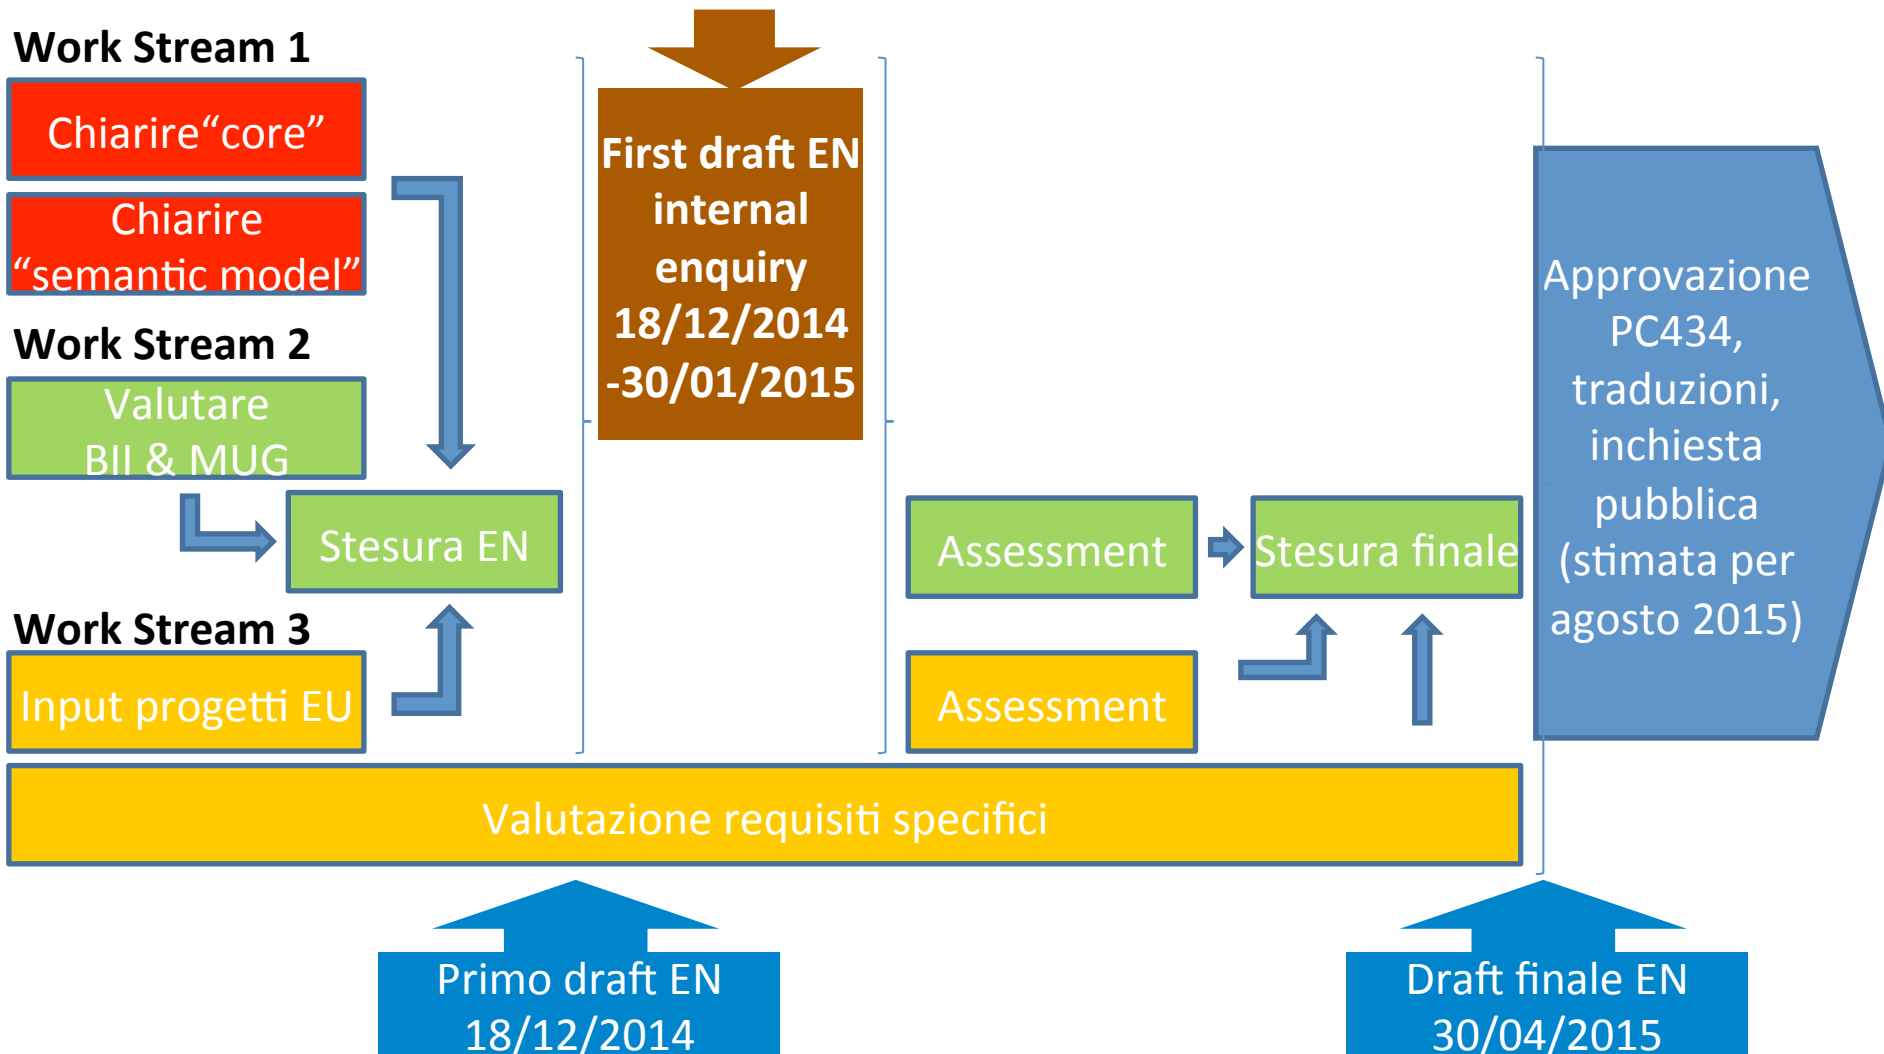 Work Stream 1
Chiarire“core”
Chiarire
“semantic model”
Work Stream 2
Valutare
BII & MUG
Stesura EN
Work Stream 3
Input progetti EU
First draft EN
internal
enquiry
18/12/2014
-30/01/2015
Assessment
Stesura finale
Assessment
Valutazione requisiti specifici
Approvazione
PC434,
traduzioni,
inchiesta
pubblica
(stimata per
agosto 2015)
Primo draft EN
18/12/2014
Draft finale EN
30/04/2015